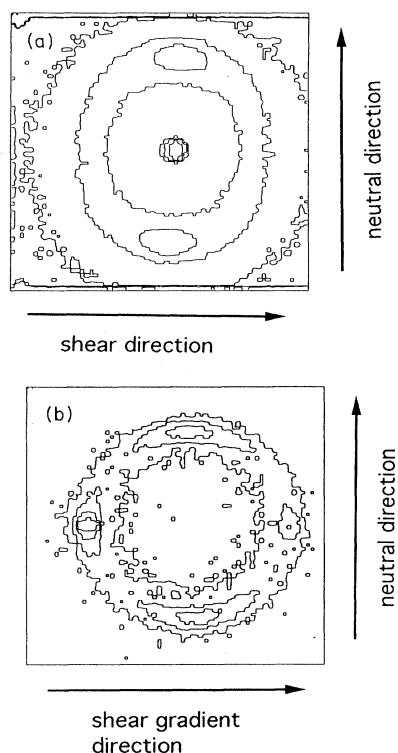 (a)
neutral direction
shear direction
(b)
neutral direction
shear gradient
direction